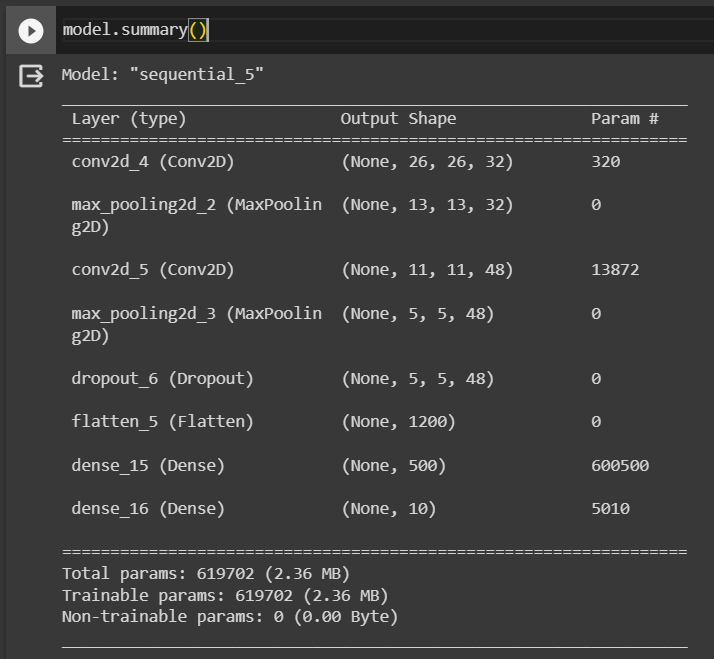 model.summary()
Model: "sequential_5"
_________________________________________________________________
Layer (type) Output Shape Param #
=================================================================
conv2d_4 (Conv2D) (None, 26, 26, 32) 320
max_pooling2d_2 (MaxPoolin (None, 13, 13, 32) 0
g2D)
conv2d_5 (Conv2D) (None, 11, 11, 48) 13872
max_pooling2d_3 (MaxPoolin (None, 5, 5, 48) 0
g2D)
dropout_6 (Dropout) (None, 5, 5, 48) 0
flatten_5 (Flatten) (None, 1200) 0
dense_15 (Dense) (None, 500) 600500
dense_16 (Dense) (None, 10) 5010
=================================================================
Total params: 619702 (2.36 MB)
Trainable params: 619702 (2.36 MB)
Non-trainable params: 0 (0.00 Byte)
_________________________________________________________________